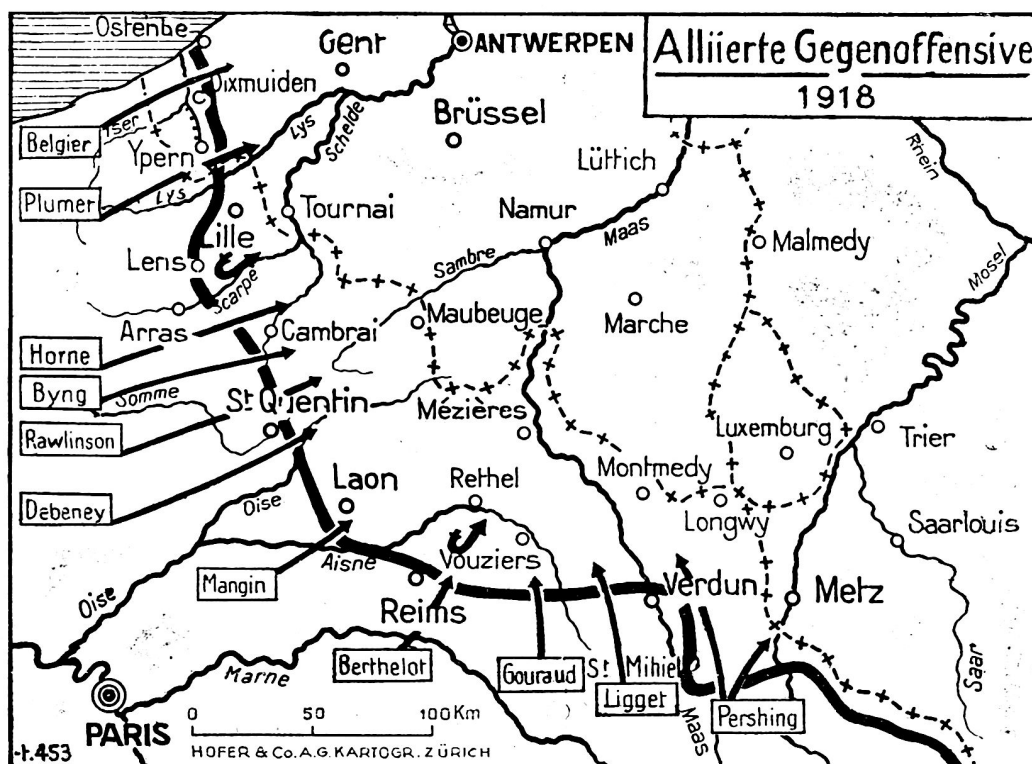 Alliierte Gegenoffensive
1918
Ostende
Gent
ANTWERPEN
Dixmuiden
Brüssel
Belgier
Yser
Ypern
Lys
Schelde
Lüttich
Rhein
Plumer
Lys
Lille
Tournai
Namur
Maas
Malmedy
Mosel
Lens
Scarpe
Sambre
Arras
Cambrai
Maubeuge
Marche
Horne
Byng
Somme
St Quentin
Mézières
Rawlinson
Luxemburg
Trier
Debeney
Oise
Laon
Rethel
Montmedy
Longwy
Saarlouis
Aisne
Vouziers
Mangin
Oise
Reims
Verdun
Metz
Marne
Berthelot
Gouraud
St Mihiel
Ligget
Maas
Pershing
Saar
PARIS
0 50 100 Km
HOFER & Co. A.G. KARTOGR. ZÜRICH
-t.453